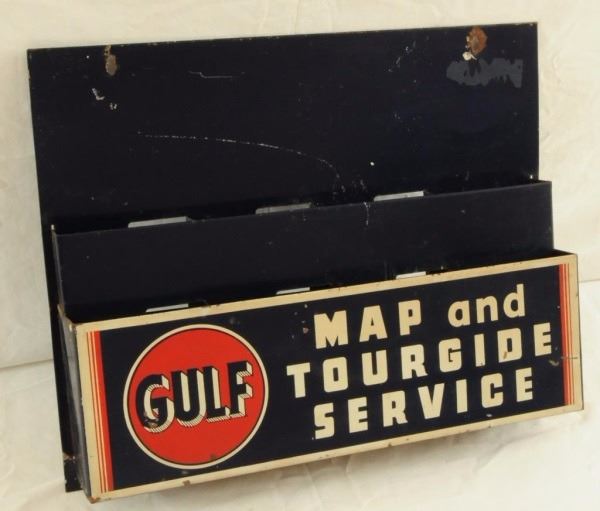 GULF
MAP and
TOURGIDE
SERVICE